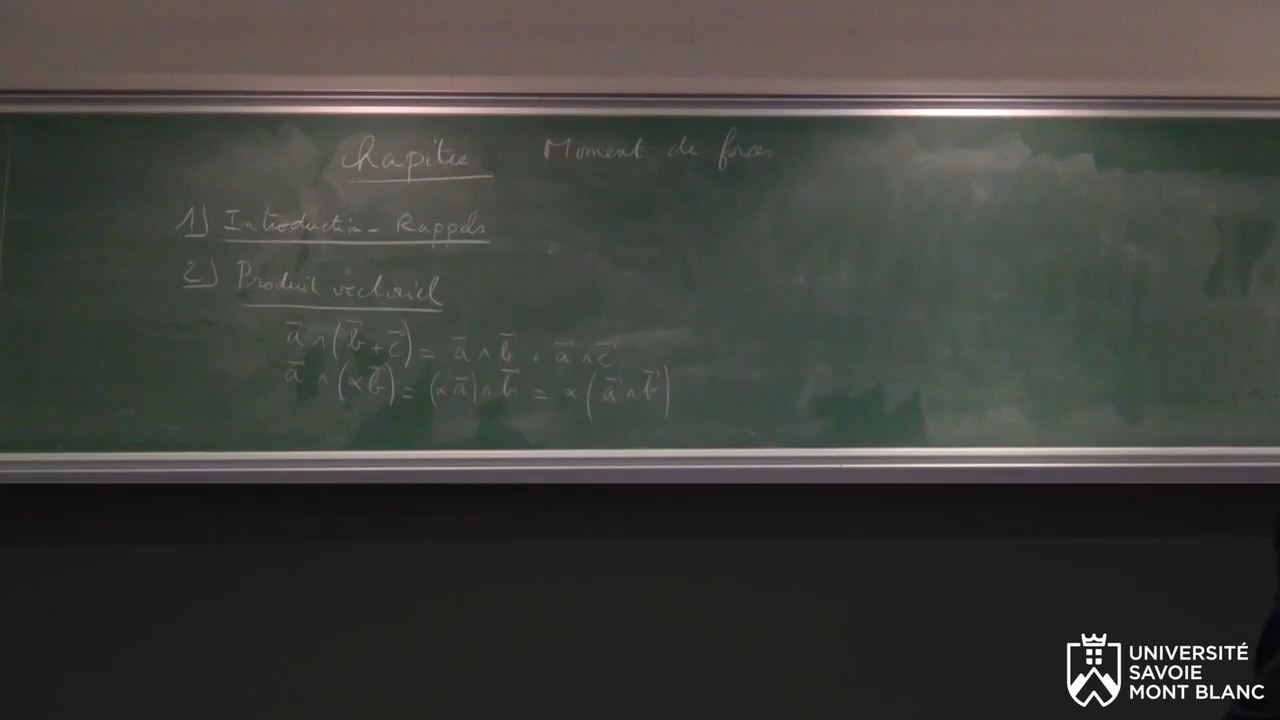 Chapitre Moment de forces
1) Introduction - Rappels
2) Produit vectoriel
a⃗ ∧ (b⃗ + c⃗) = a⃗ ∧ b⃗ + a⃗ ∧ c⃗
a⃗ ∧ (αb⃗) = (αa⃗) ∧ b⃗ = α(a⃗ ∧ b⃗)
UNIVERSITÉ
SAVOIE
MONT BLANC